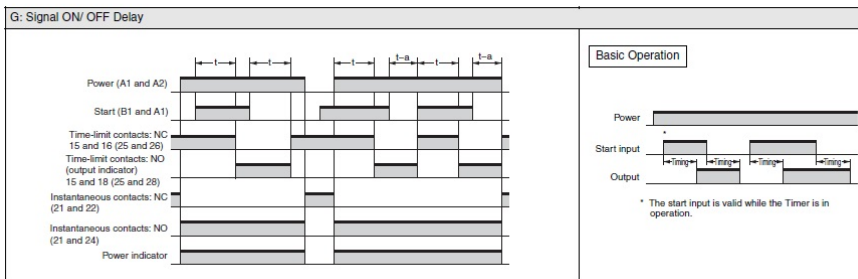 G: Signal ON/ OFF Delay
t
t
t
t–a
t
t–a
Power (A1 and A2)
Start (B1 and A1)
Time-limit contacts: NC
15 and 16 (25 and 26)
Time-limit contacts: NO
(output indicator)
15 and 18 (25 and 28)
Instantaneous contacts: NC
(21 and 22)
Instantaneous contacts: NO
(21 and 24)
Power indicator
Basic Operation
Power
*
Start input
Timing
Timing
Timing
Timing
Output
* The start input is valid while the Timer is in
operation.